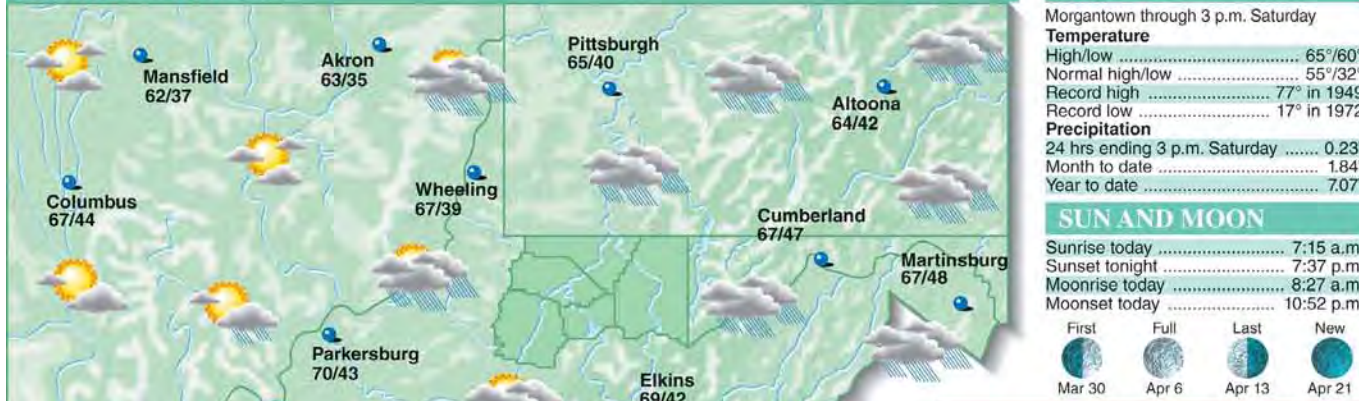 Mansfield
62/37
Akron
63/35
Pittsburgh
65/40
Altoona
64/42
Columbus
67/44
Wheeling
67/39
Cumberland
67/47
Martinsburg
67/48
Parkersburg
70/43
Elkins
69/42
Morgantown through 3 p.m. Saturday
Temperature
High/low .................................... 65°/60°
Normal high/low ..................... 55°/32°
Record high ....................... 77° in 1949
Record low ........................ 17° in 1972
Precipitation
24 hrs ending 3 p.m. Saturday ....... 0.23
Month to date ................................ 1.84
Year to date ................................... 7.07
SUN AND MOON
Sunrise today ........................ 7:15 a.m
Sunset tonight ........................ 7:37 p.m
Moonrise today ...................... 8:27 a.m
Moonset today ..................... 10:52 p.m
First Full Last New
Mar 30 Apr 6 Apr 13 Apr 21